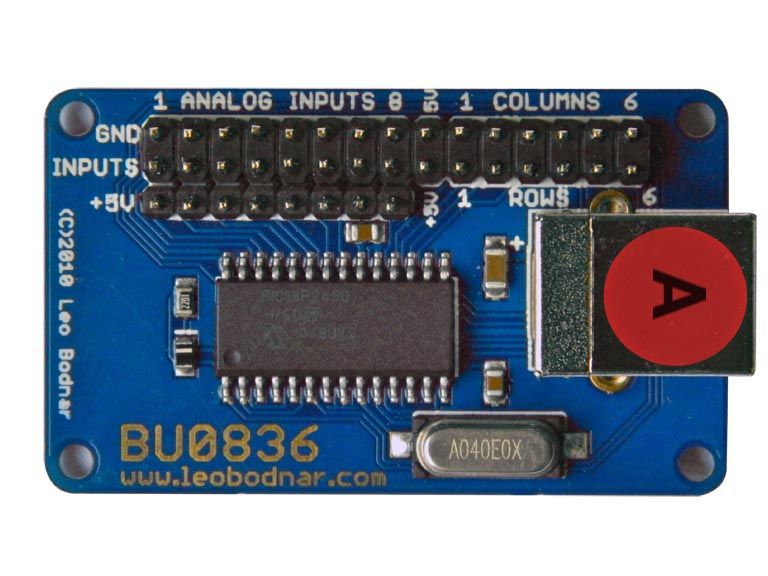 1 ANALOG INPUTS 8 5V 1 COLUMNS 6
GND
INPUTS
+5V
+5V 1 ROWS 6
+
(C)2010 Leo Bodnar
2201
A
A040E0X
BU0836
www.leobodnar.com